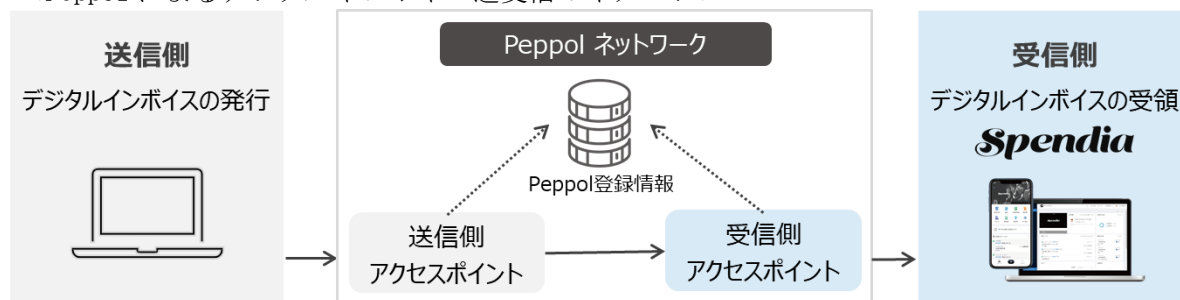 Peppol ネットワーク
送信側
デジタルインボイスの発行
Peppol登録情報
送信側
アクセスポイント
受信側
アクセスポイント
受信側
デジタルインボイスの受領
Spendia